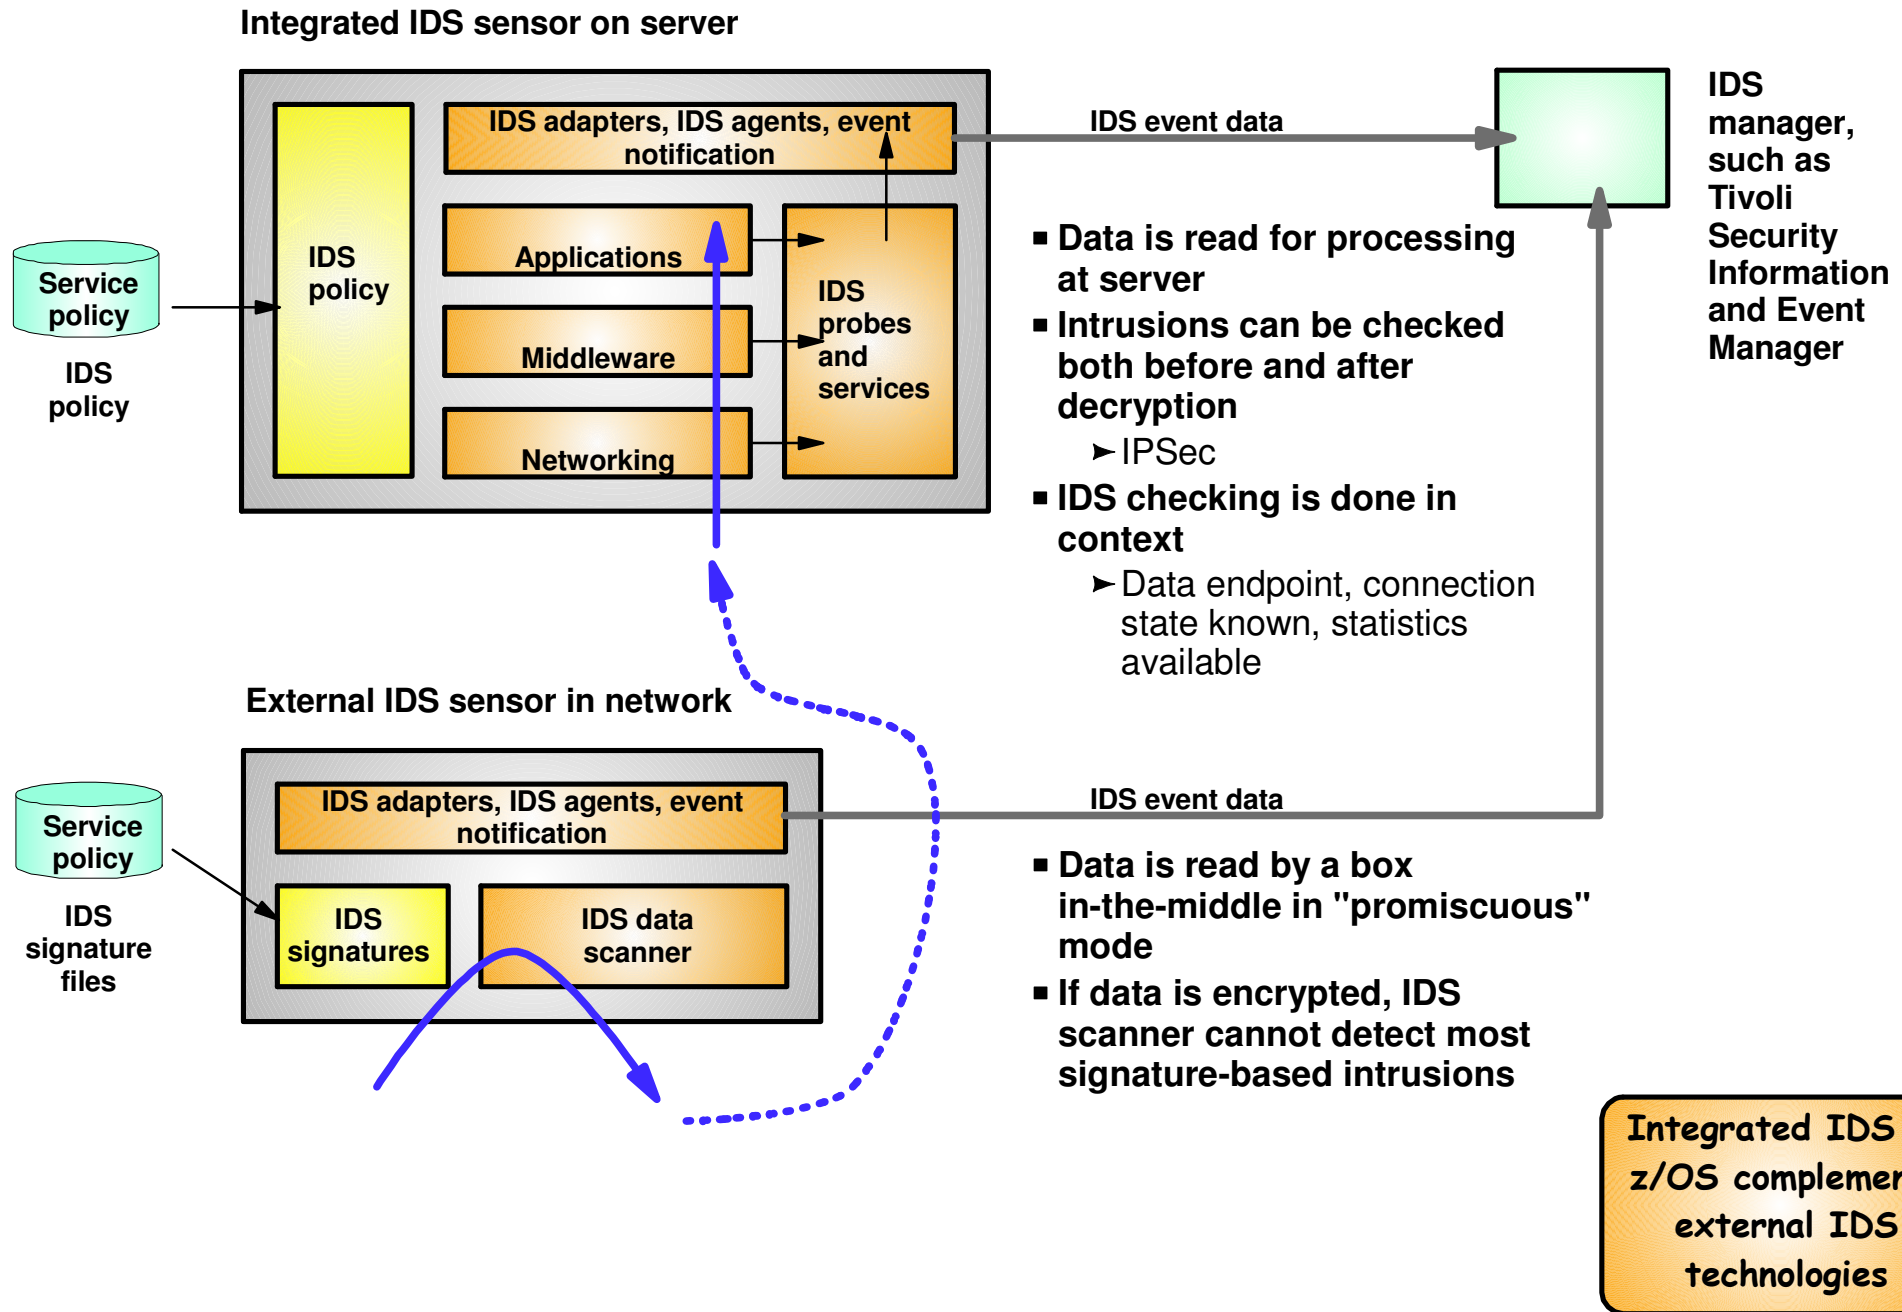 Integrated IDS sensor on server
IDS adapters, IDS agents, event
notification
IDS event data
IDS
manager,
such as
Tivoli
Security
Information
and Event
Manager
Service
policy
IDS
policy
IDS
policy
Applications
Middleware
Networking
IDS
probes
and
services
▪ Data is read for processing
at server
▪ Intrusions can be checked
both before and after
decryption
➤ IPSec
▪ IDS checking is done in
context
➤ Data endpoint, connection
state known, statistics
available
External IDS sensor in network
IDS adapters, IDS agents, event
notification
IDS event data
Service
policy
IDS
signature
files
IDS
signatures
IDS data
scanner
▪ Data is read by a box
in-the-middle in "promiscuous"
mode
▪ If data is encrypted, IDS
scanner cannot detect most
signature-based intrusions
Integrated IDS
z/OS
external IDS
technologies